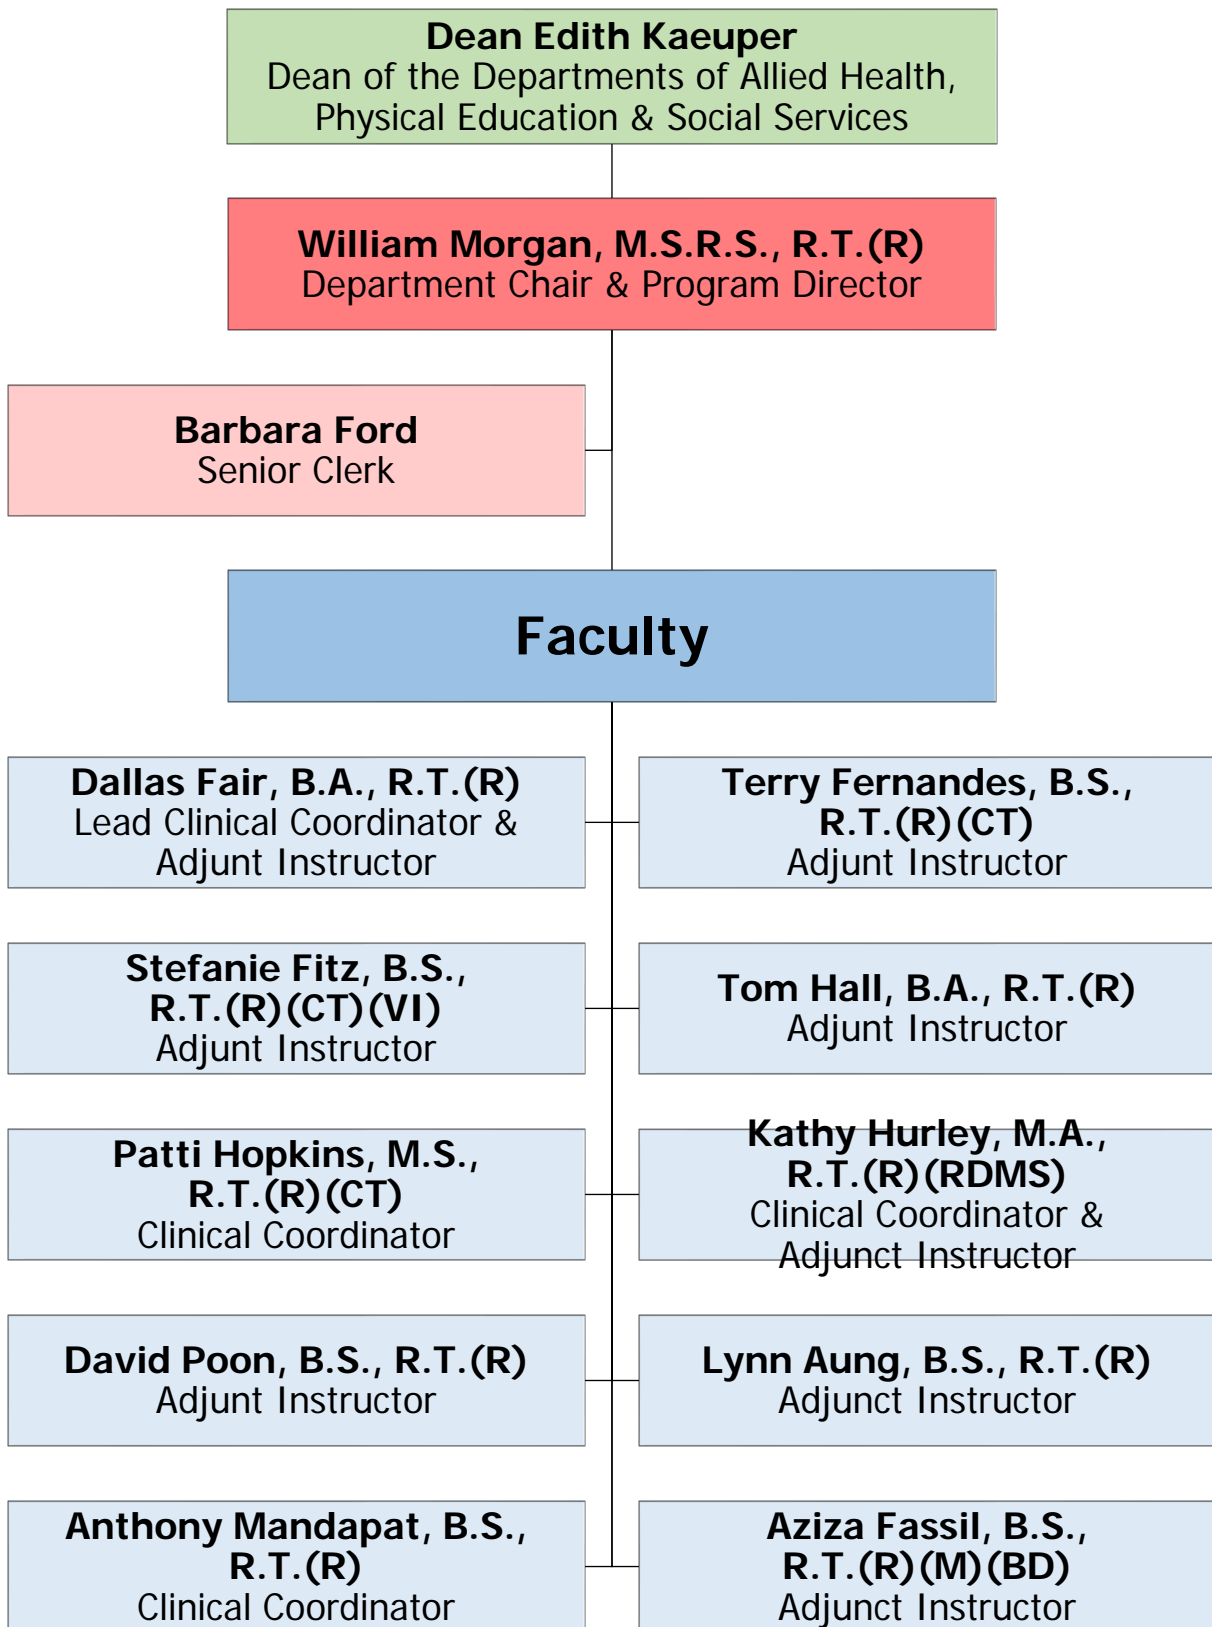 Dean Edith Kaeuper
Dean of the Departments of Allied Health,
Physical Education & Social Services
William Morgan, M.S.R.S., R.T.(R)
Department Chair & Program Director
Barbara Ford
Senior Clerk
Faculty
Dallas Fair, B.A., R.T.(R)
Lead Clinical Coordinator &
Adjunt Instructor
Terry Fernandes, B.S.,
R.T.(R)(CT)
Adjunt Instructor
Stefanie Fitz, B.S.,
R.T.(R)(CT)(VI)
Adjunt Instructor
Tom Hall, B.A., R.T.(R)
Adjunt Instructor
Patti Hopkins, M.S.,
R.T.(R)(CT)
Clinical Coordinator
Kathy Hurley, M.A.,
R.T.(R)(RDMS)
Clinical Coordinator &
Adjunct Instructor
David Poon, B.S., R.T.(R)
Adjunt Instructor
Lynn Aung, B.S., R.T.(R)
Adjunct Instructor
Anthony Mandapat, B.S.,
R.T.(R)
Clinical Coordinator
Aziza Fassil, B.S.,
R.T.(R)(M)(BD)
Adjunct Instructor